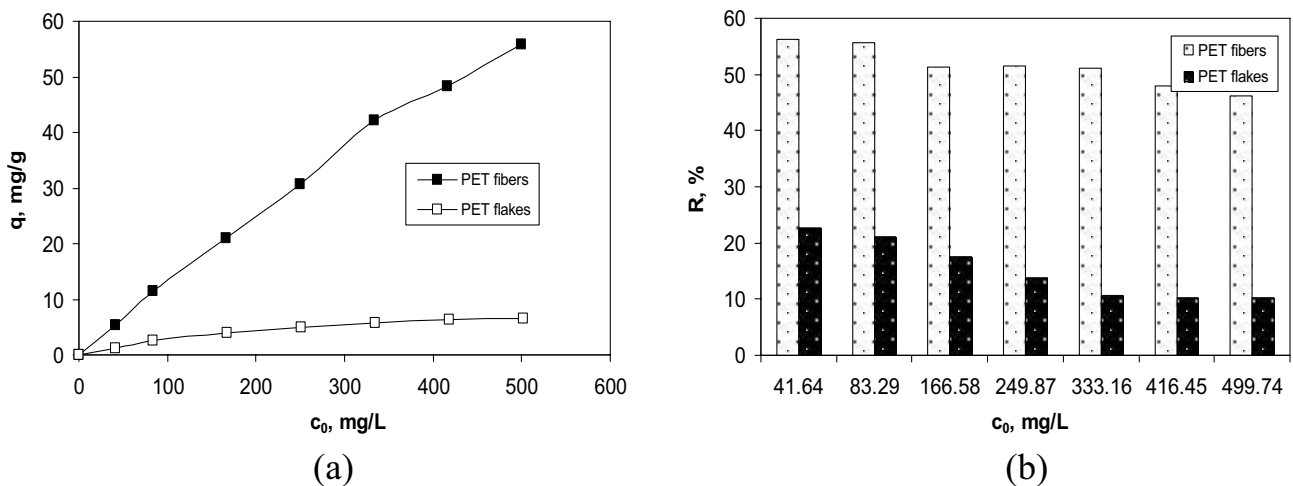 60
50
40
30
20
10
0
q, mg/g
PET fibers
PET flakes
0 100 200 300 400 500 600
c₀, mg/L
(a)
60
50
40
30
20
10
0
R, %
PET fibers
PET flakes
41.64 83.29 166.58 249.87 333.16 416.45 499.74
c₀, mg/L
(b)